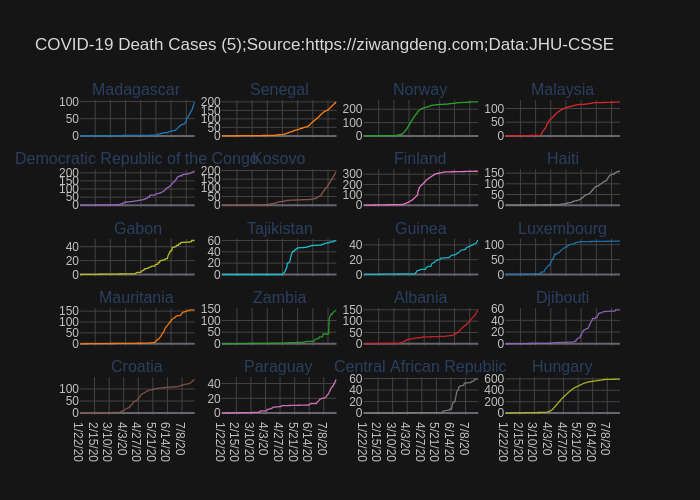 COVID-19 Death Cases (5);Source:https://ziwangdeng.com;Data:JHU-CSSE
Madagascar Senegal Norway Malaysia
100 50 0
200 150 100 50 0
200 100 0
100 50 0
Democratic Republic of the Congo Kosovo Finland Haiti
200 150 100 50 0
200 150 100 50 0
300 200 100 0
150 100 50 0
Gabon Tajikistan Guinea Luxembourg
40 20 0
60 40 20 0
40 20 0
100 50 0
Mauritania Zambia Albania Djibouti
150 100 50 0
150 100 50 0
150 100 50 0
60 40 20 0
Croatia Paraguay Central African Republic Hungary
100 50 0
40 20 0
60 40 20 0
600 400 200 0
1/22/20 2/15/20 3/10/20 4/3/20 4/27/20 5/21/20 6/14/20 7/8/20
1/22/20 2/15/20 3/10/20 4/3/20 4/27/20 5/21/20 6/14/20 7/8/20
1/22/20 2/15/20 3/10/20 4/3/20 4/27/20 5/21/20 6/14/20 7/8/20
1/22/20 2/15/20 3/10/20 4/3/20 4/27/20 5/21/20 6/14/20 7/8/20